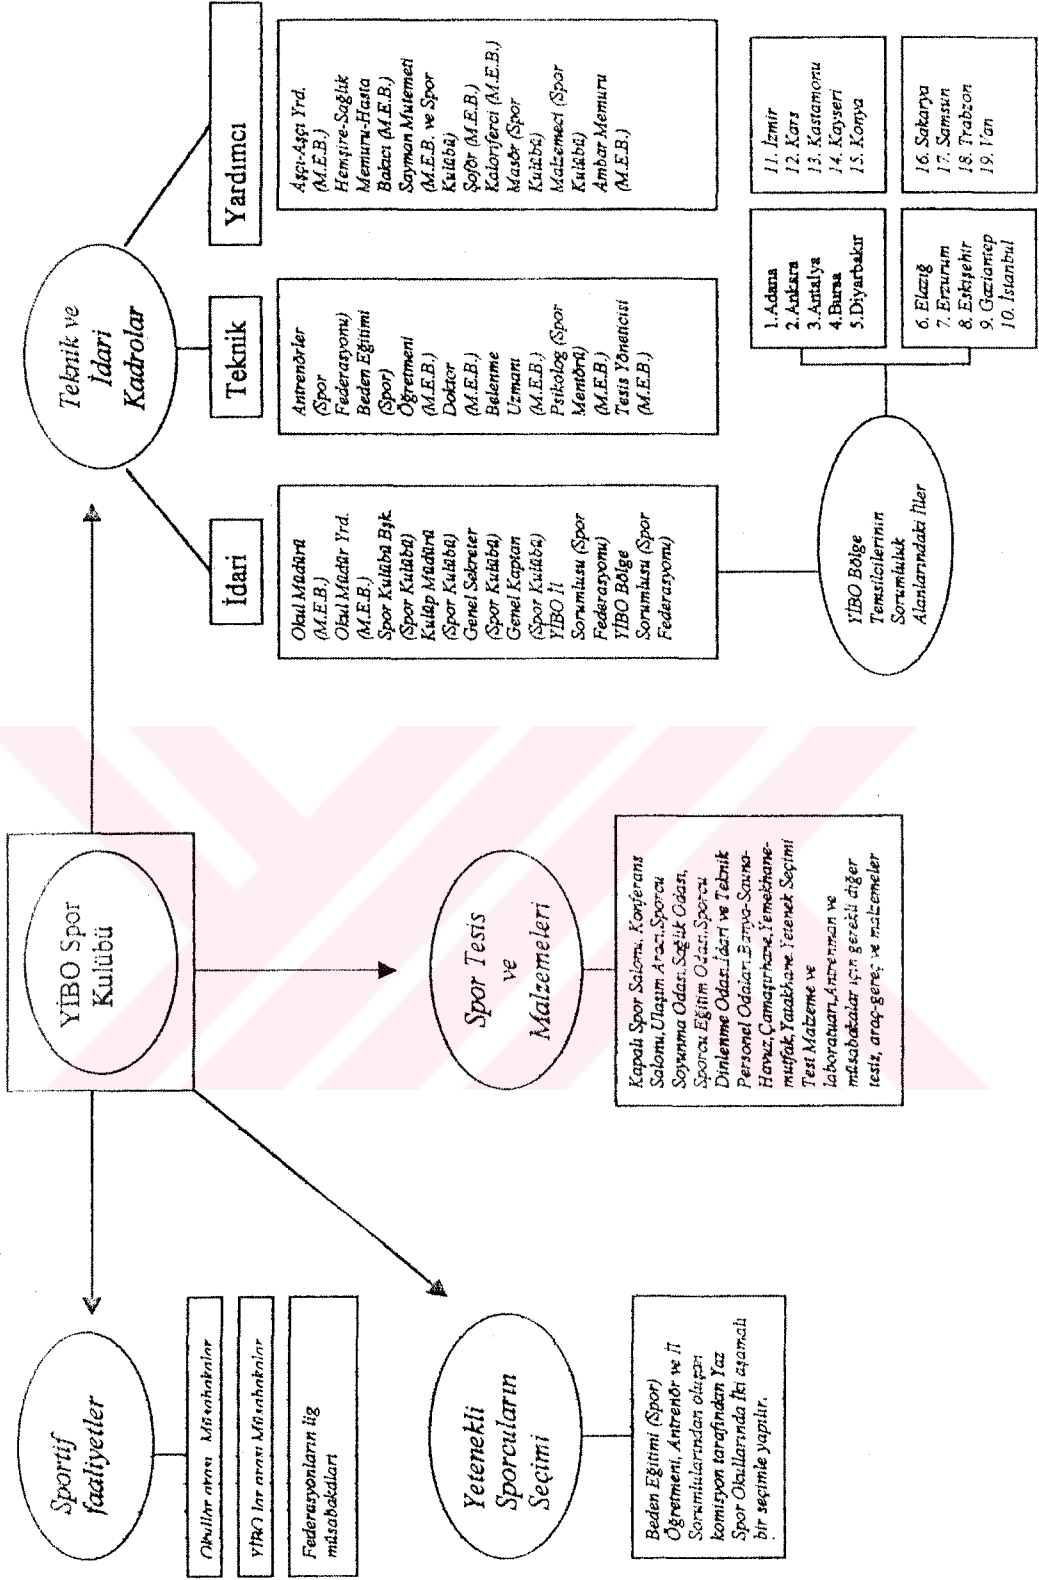 YİBO Spor
Kulübü
Sportif
faaliyetler
Okullar arası Müsabakalar
YİBO lar arası Müsabakalar
Federasyonların lig
müsabakaları
Yetenekli
Sporcuların
Seçimi
Beden Eğitimi (Spor)
Öğretmeni, Antrenör ve İl
Sorumlularından oluşan
komisyon tarafından Yaz
Spor Okullarında İki aşamalı
bir seçimle yapılır.
Spor Tesis
ve
Malzemeleri
Kapalı Spor Salonu, Konferans
Salonu,Ulaşım Aracı,Sporcu
Soyunma Odası,Sağlık Odası,
Sporcu Eğitim Odası,Sporcu
Dinlenme Odası,İdari ve Teknik
Personel Odaları,Banyo-Sauna-
Havuz,Çamaşırhane,Yemekhane-
mutfak,Yatakhane,Yetenek Seçimi
Test Malzeme ve
laboratuarı,Antrenman ve
müsabakalar için gerekli diğer
tesis, araç-gereç ve malzemeler
Teknik ve
İdari
Kadrolar
İdari
Okul Müdürü
(M.E.B.)
Okul Müdür Yrd.
(M.E.B.)
Spor Kulübü Bşk.
(Spor Kulübü)
Kulüp Müdürü
(Spor Kulübü)
Genel Sekreter
(Spor Kulübü)
Genel Kaptan
(Spor Kulübü)
YİBO İl
Sorumlusu (Spor
Federasyonu)
YİBO Bölge
Sorumlusu (Spor
Federasyonu)
Teknik
Antrenörler
(Spor
Federasyonu)
Beden Eğitimi
(Spor)
Öğretmeni
(M.E.B.)
Doktor
(M.E.B.)
Belenme
Uzmanı
(M.E.B.)
Psikolog (Spor
Mentörü)
(M.E.B.)
Tesis Yöneticisi
(M.E.B.)
Yardımcı
Aşçı-Aşçı Yrd.
(M.E.B.)
Hemşire-Sağlık
Memuru-Hasta
Bakıcı (M.E.B.)
Sayman Mutemeti
(M.E.B. ve Spor
Kulübü)
Şoför (M.E.B.)
Kaloriferci (M.E.B.)
Masör (Spor
Kulübü)
Malzemeci (Spor
Kulübü)
Ambar Memuru
(M.E.B.)
YİBO Bölge
Temsilcilerinin
Sorumluluk
Alanlarındaki İller
1.Adana
2.Ankara
3.Antalya
4.Bursa
5.Diyarbakır
6. Elazığ
7. Erzurum
8. Eskişehir
9. Gaziantep
10. İstanbul
11. İzmir
12. Kars
13. Kastamonu
14. Kayseri
15. Konya
16. Sakarya
17. Samsun
18. Trabzon
19. Van